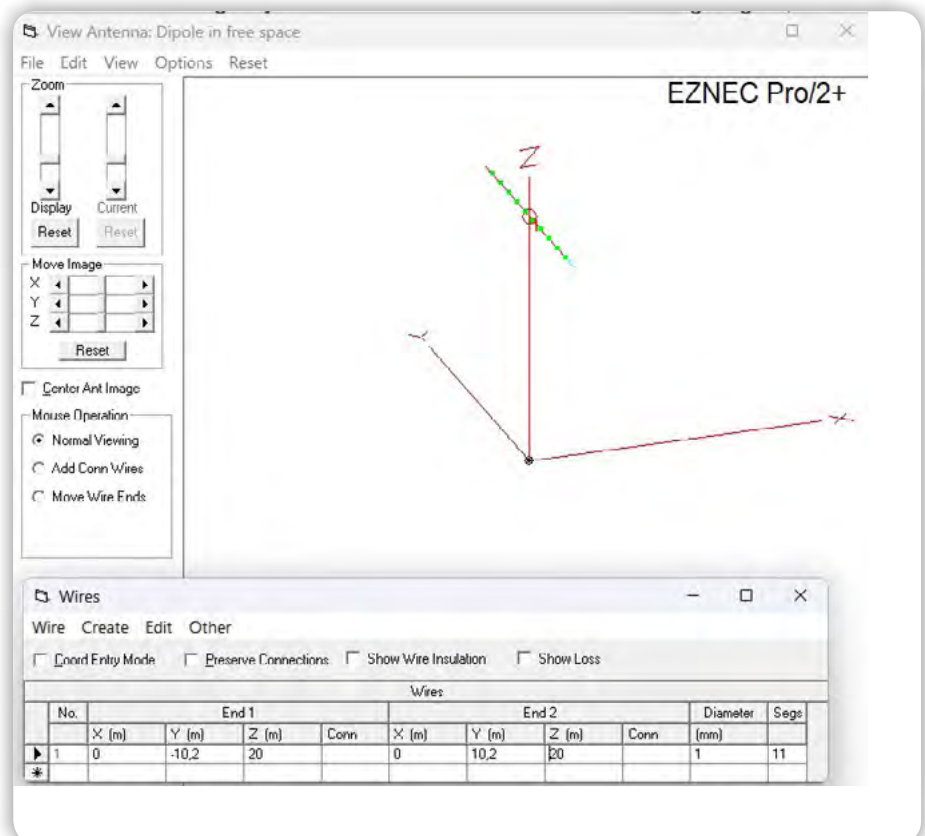 View Antenna: Dipole in free space
File Edit View Options Reset
Zoom
Display Current
Reset Reset
Move Image
X
Y
Z
Reset
Center Ant Image
Mouse Operation
Normal Viewing
Add Conn Wires
Move Wire Ends
EZNEC Pro/2+
Z
Y
X
Wires
Wire Create Edit Other
Coord Entry Mode Preserve Connections Show Wire Insulation Show Loss
Wires
No. End 1 End 2 Diameter Segs
X (m) Y (m) Z (m) Conn X (m) Y (m) Z (m) Conn (mm)
1 0 -10,2 20 0 10,2 20 1 11